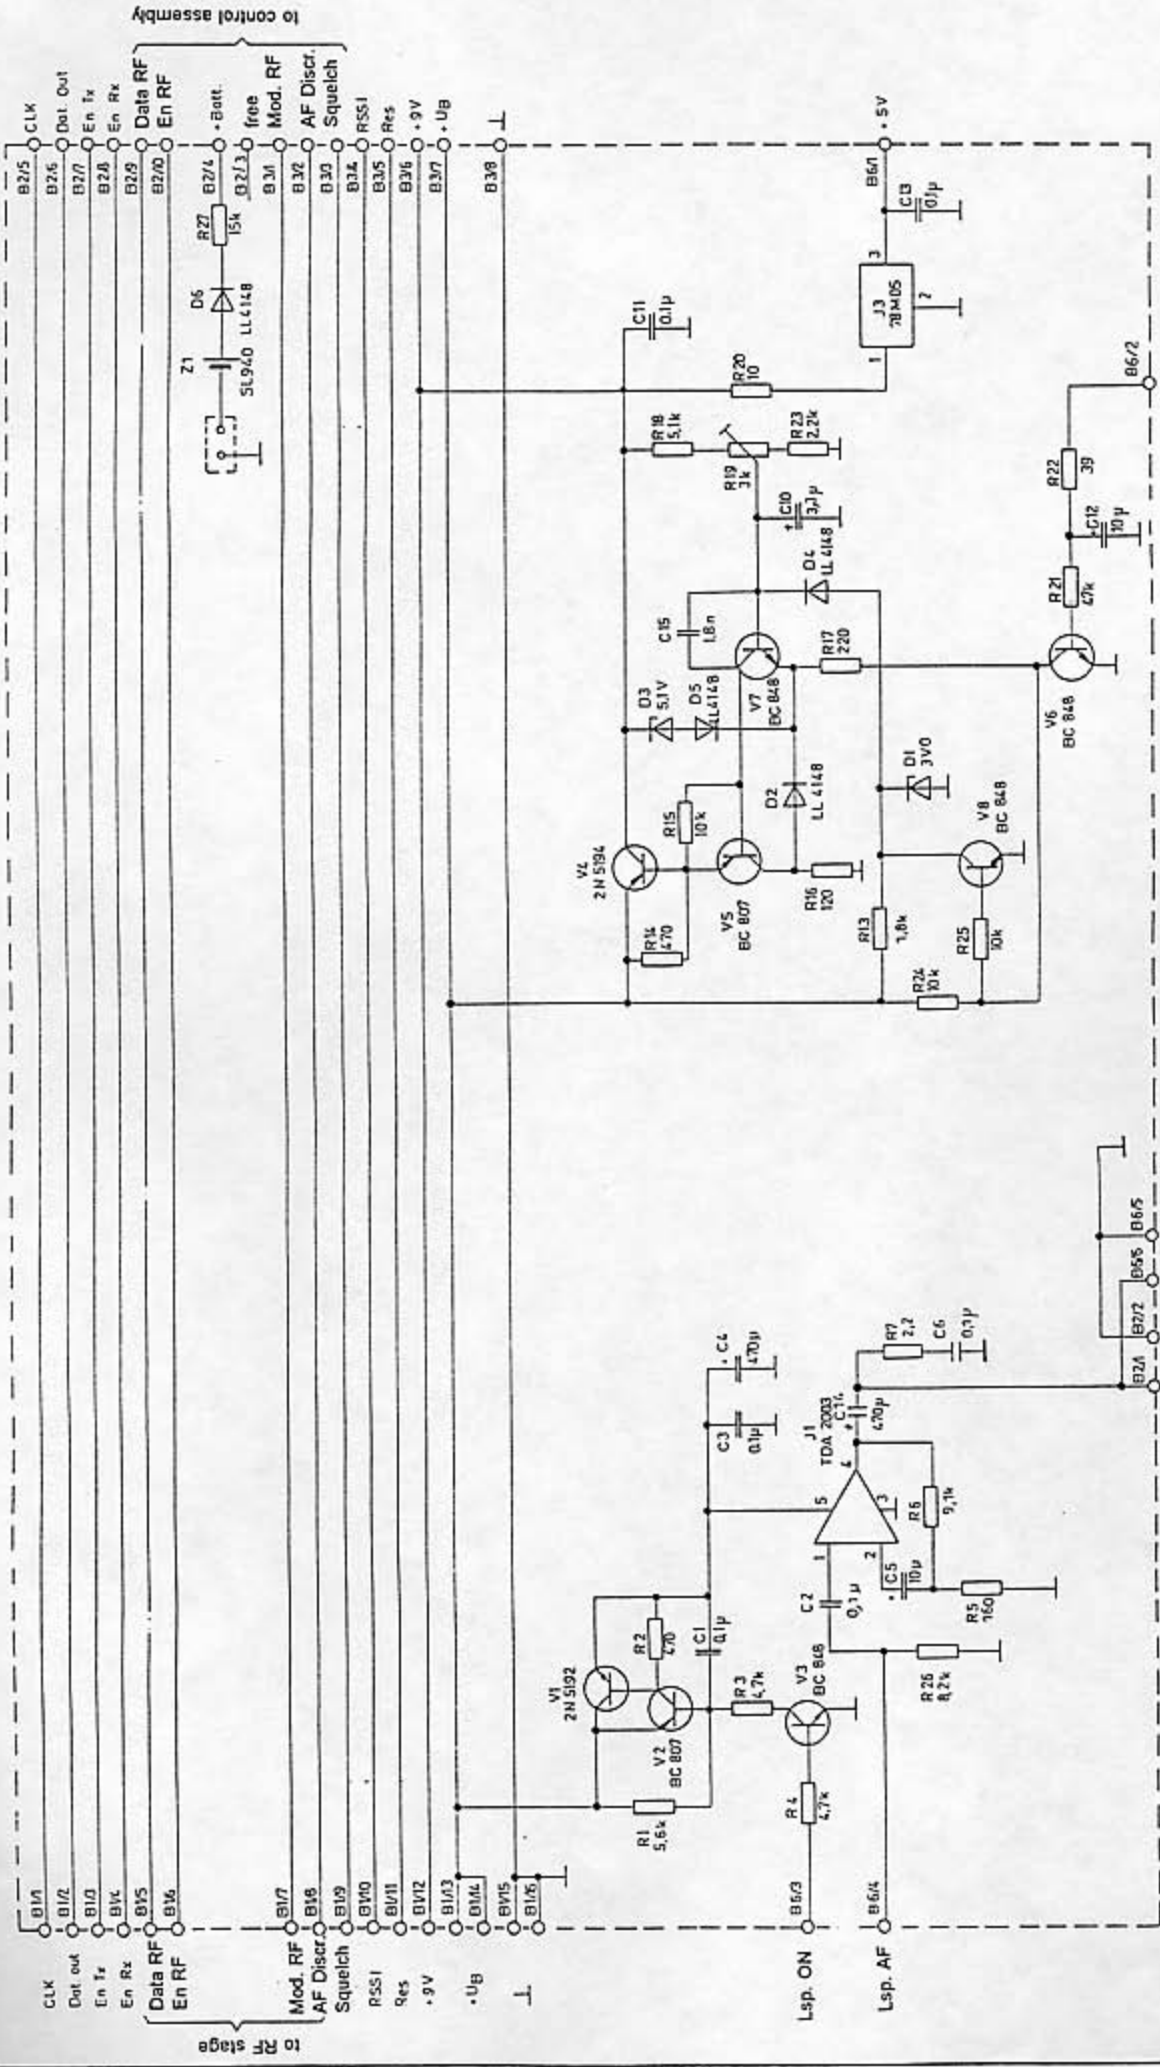 to control assembly
B2/5 CLK
B2/6 Dat. Out
B2/7 En Tx
B2/8 En Rx
B2/9 Data RF
B2/10 En RF
B2/4 + Batt.
B2/3 free
B3/1 Mod. RF
B3/2 AF Discr.
B3/3 Squelch
B3/4 RSSI
B3/5 Res
B3/6 + 9V
B3/7 + UB
B3/8 ⊥
R27
15k
D6
LL4148
Z1
SL940
B6/1 + 5V
C13
0,1µ
J3
78M05
1
2
3
C11
0.1µ
R20
10
R18
5,1k
R19
R23
2,2k
C10
D4
LL 4148
C15
1,8n
R17
220
V7
BC 848
D3
5,1V
D5
LL4148
D2
LL 4148
R15
10k
V4
2N 5194
V5
BC 807
R14
470
R16
120
R13
1,8k
D1
3V0
V8
BC 848
R25
10k
R24
10k
V6
BC 848
R21
47k
C12
10µ
R22
39
B6/2
B6/5
B2/2
B2/1
R7
2,2
C6
0,1µ
C4
470µ
C3
0,1µ
J1
TDA 2003
C14
470µ
1
2
3
4
5
R6
9,1k
C5
10µ
C2
0,1µ
R5
R26
8,2k
V1
2N 5192
R2
470
C1
0,1µ
V2
BC 807
R3
4,7k
V3
BC 848
R1
5,6k
R4
4,7k
B6/3
Lsp. ON
B6/4
Lsp. AF
B1/1 CLK
B1/2 Dat. out
B1/3 En Tx
B1/4 En Rx
B1/5 Data RF
B1/6 En RF
B1/7 Mod. RF
B1/8 AF Discr.
B1/9 Squelch
B1/10 RSSI
B1/11 Res
B1/12 + 9V
B1/13
B1/14 + UB
B1/15
B1/16 ⊥
to RF stage